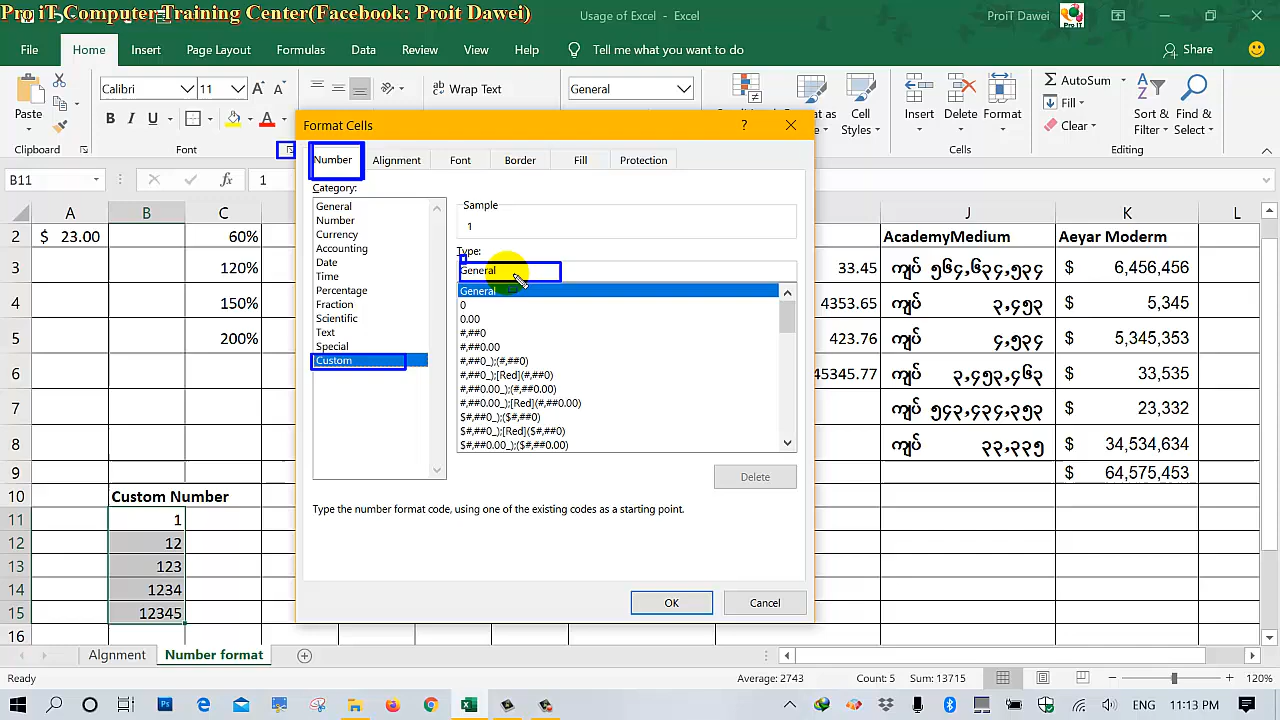 Pro iT Computer Training Center(Facebook: Proit Dawei)
Usage of Excel - Excel
ProiT Dawei
File Home Insert Page Layout Formulas Data Review View Help Tell me what you want to do Share
Paste
Calibri 11
B I U A
Wrap Text
General
Cell
Styles
Insert Delete Format
AutoSum
Fill
Clear
Sort &
Filter
Find &
Select
Clipboard Font Cells Editing
B11 fx 1
A B C J K L
2 $ 23.00 60% AcademyMedium Aeyar Moderm
3 120% 33.45 ကျပ် ၅၆၄,၆၃၄,၅၃၄ $ 6,456,456
4 150% 4353.65 ကျပ် ၃,၄၅၃ $ 5,345
5 200% 423.76 ကျပ် ၄,၅၃၄ $ 5,345,353
6 45345.77 ကျပ် ၃,၄၅၃,၄၆၃ $ 33,535
7 ကျပ် ၅၄၃,၄၃၄,၃၅၃ $ 23,332
8 ကျပ် ၃၃,၃၃၅ $ 34,534,634
9 $ 64,575,453
10 Custom Number
11 1
12 12
13 123
14 1234
15 12345
16
Format Cells ?
Number Alignment Font Border Fill Protection
Category:
General
Number
Currency
Accounting
Date
Time
Percentage
Fraction
Scientific
Text
Special
Custom
Sample
1
Type:
General
General
0
0.00
#,##0
#,##0.00
#,##0_);(#,##0)
#,##0_);[Red](#,##0)
#,##0.00_);(#,##0.00)
#,##0.00_);[Red](#,##0.00)
$#,##0_);($#,##0)
$#,##0_);[Red]($#,##0)
$#,##0.00_);($#,##0.00)
Delete
Type the number format code, using one of the existing codes as a starting point.
OK Cancel
Alignment Number format
Ready Average: 2743 Count: 5 Sum: 13715 120%
ENG 11:13 PM